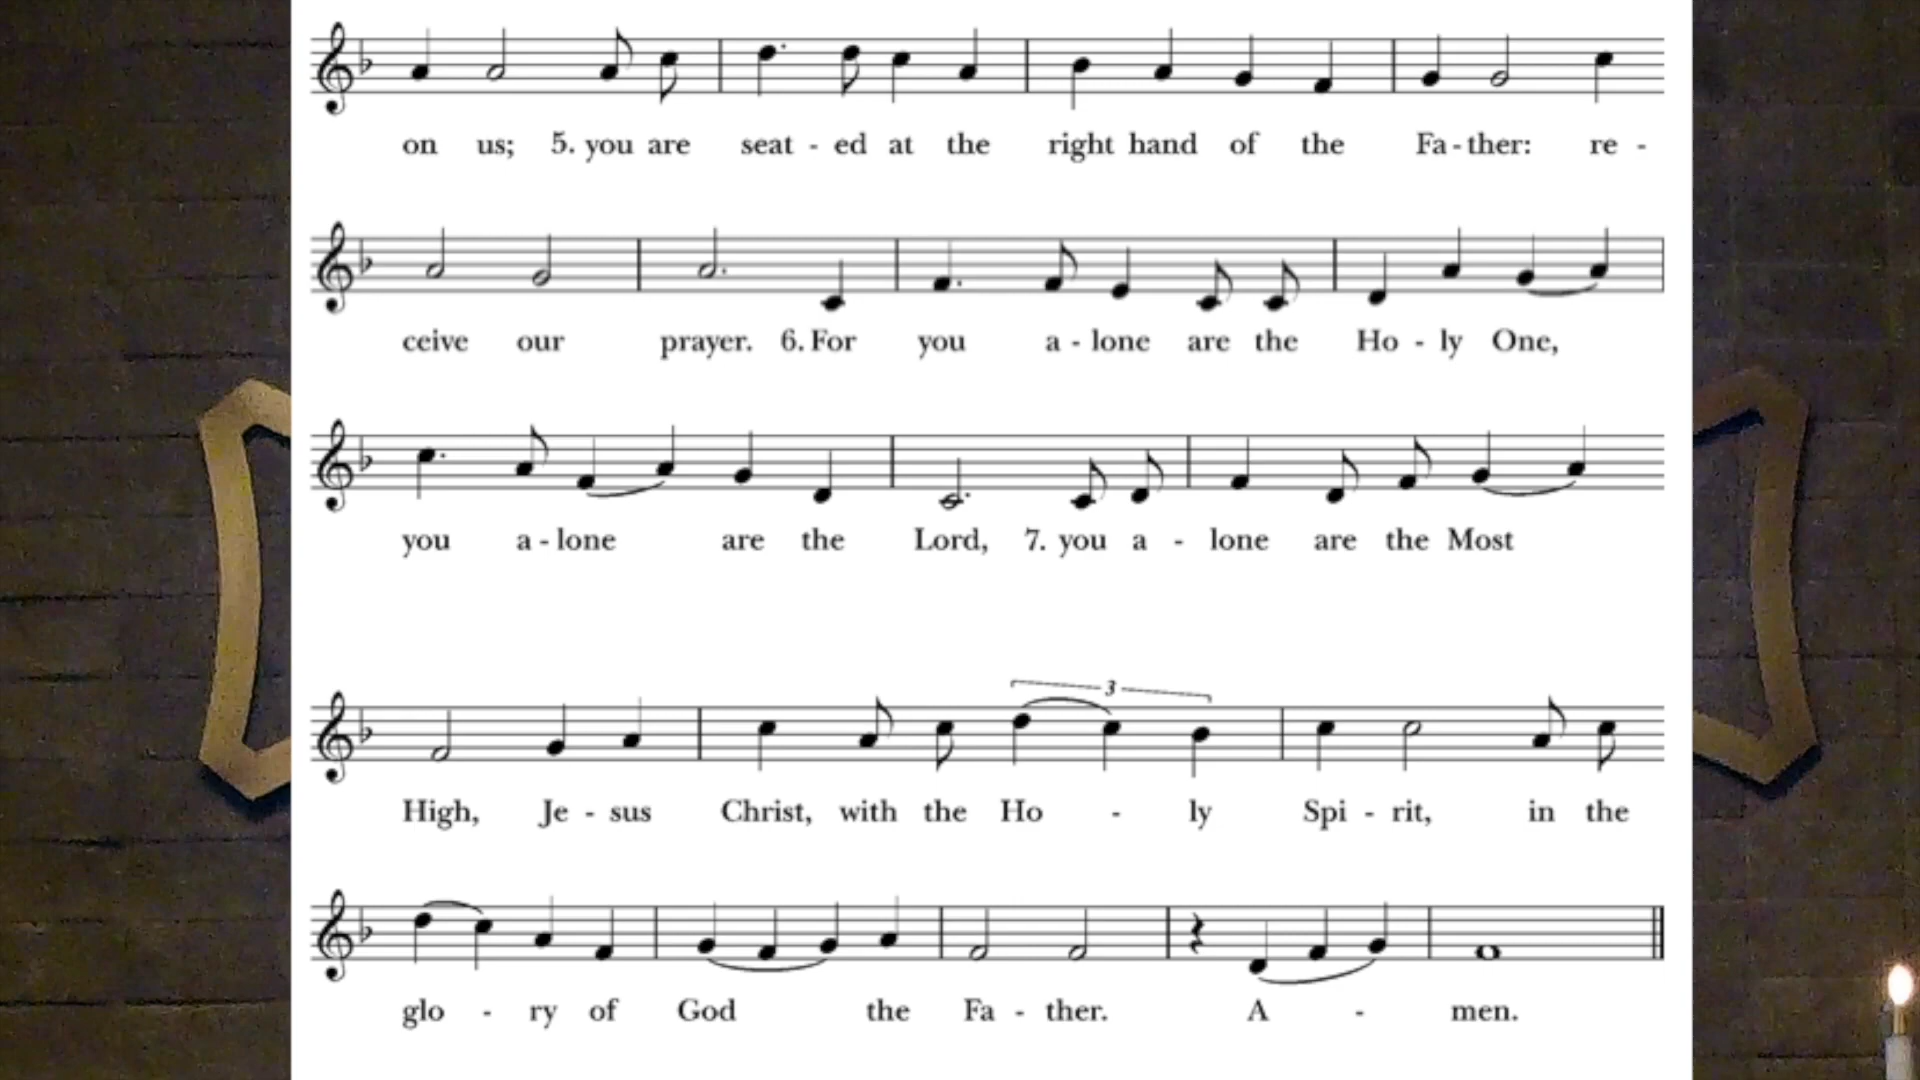 on us; 5. you are seat - ed at the right hand of the Fa - ther: re -
ceive our prayer. 6. For you a - lone are the Ho - ly One,
you a - lone are the Lord, 7. you a - lone are the Most
3
High, Je - sus Christ, with the Ho - ly Spi - rit, in the
glo - ry of God the Fa - ther. A - men.